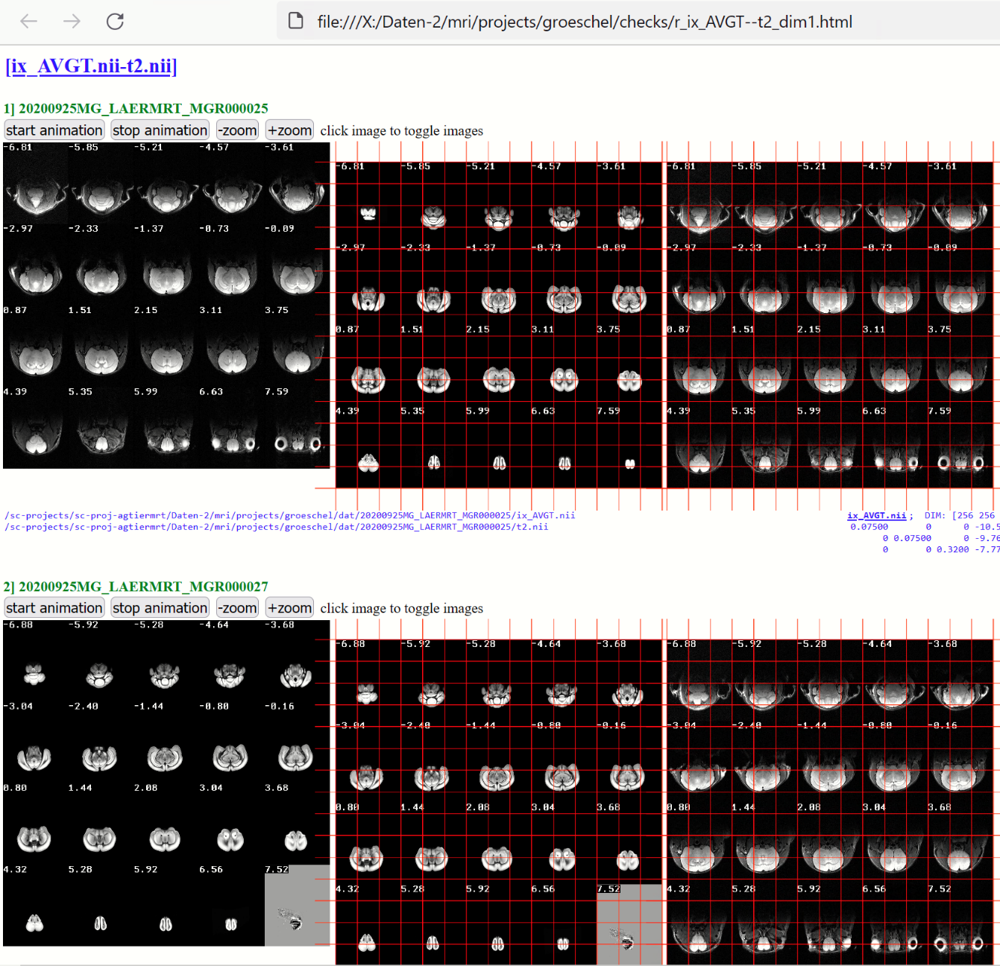 file:///X:/Daten-2/mri/projects/groeschel/checks/r_ix_AVGT--t2_dim1.html
[ix_AVGT.nii-t2.nii]
1] 20200925MG_LAERMRT_MGR000025
start animation stop animation -zoom +zoom click image to toggle images
-6.81 -5.85 -5.21 -4.57 -3.61
-2.97 -2.33 -1.37 -0.73 -0.09
0.87 1.51 2.15 3.11 3.75
4.39 5.35 5.99 6.63 7.59
-6.81 -5.85 -5.21 -4.57 -3.61
-2.97 -2.33 -1.37 -0.73 -0.09
0.87 1.51 2.15 3.11 3.75
4.39 5.35 5.99 6.63 7.59
-6.81 -5.85 -5.21 -4.57 -3.61
-2.97 -2.33 -1.37 -0.73 -0.09
0.87 1.51 2.15 3.11 3.75
4.39 5.35 5.99 6.63 7.59
/sc-projects/sc-proj-agtiermrt/Daten-2/mri/projects/groeschel/dat/20200925MG_LAERMRT_MGR000025/ix_AVGT.nii
/sc-projects/sc-proj-agtiermrt/Daten-2/mri/projects/groeschel/dat/20200925MG_LAERMRT_MGR000025/t2.nii
ix_AVGT.nii; DIM: [256 256
0.07500 0 0 -10.5
0 0.07500 0 -9.76
0 0 0.3200 -7.77
2] 20200925MG_LAERMRT_MGR000027
start animation stop animation -zoom +zoom click image to toggle images
-6.88 -5.92 -5.28 -4.64 -3.68
-3.04 -2.40 -1.44 -0.80 -0.16
0.80 1.44 2.08 3.04 3.68
4.32 5.28 5.92 6.56 7.52
-6.88 -5.92 -5.28 -4.64 -3.68
-3.04 -2.40 -1.44 -0.80 -0.16
0.80 1.44 2.08 3.04 3.68
4.32 5.28 5.92 6.56 7.52
-6.88 -5.92 -5.28 -4.64 -3.68
-3.04 -2.40 -1.44 -0.80 -0.16
0.80 1.44 2.08 3.04 3.68
4.32 5.28 5.92 6.56 7.52